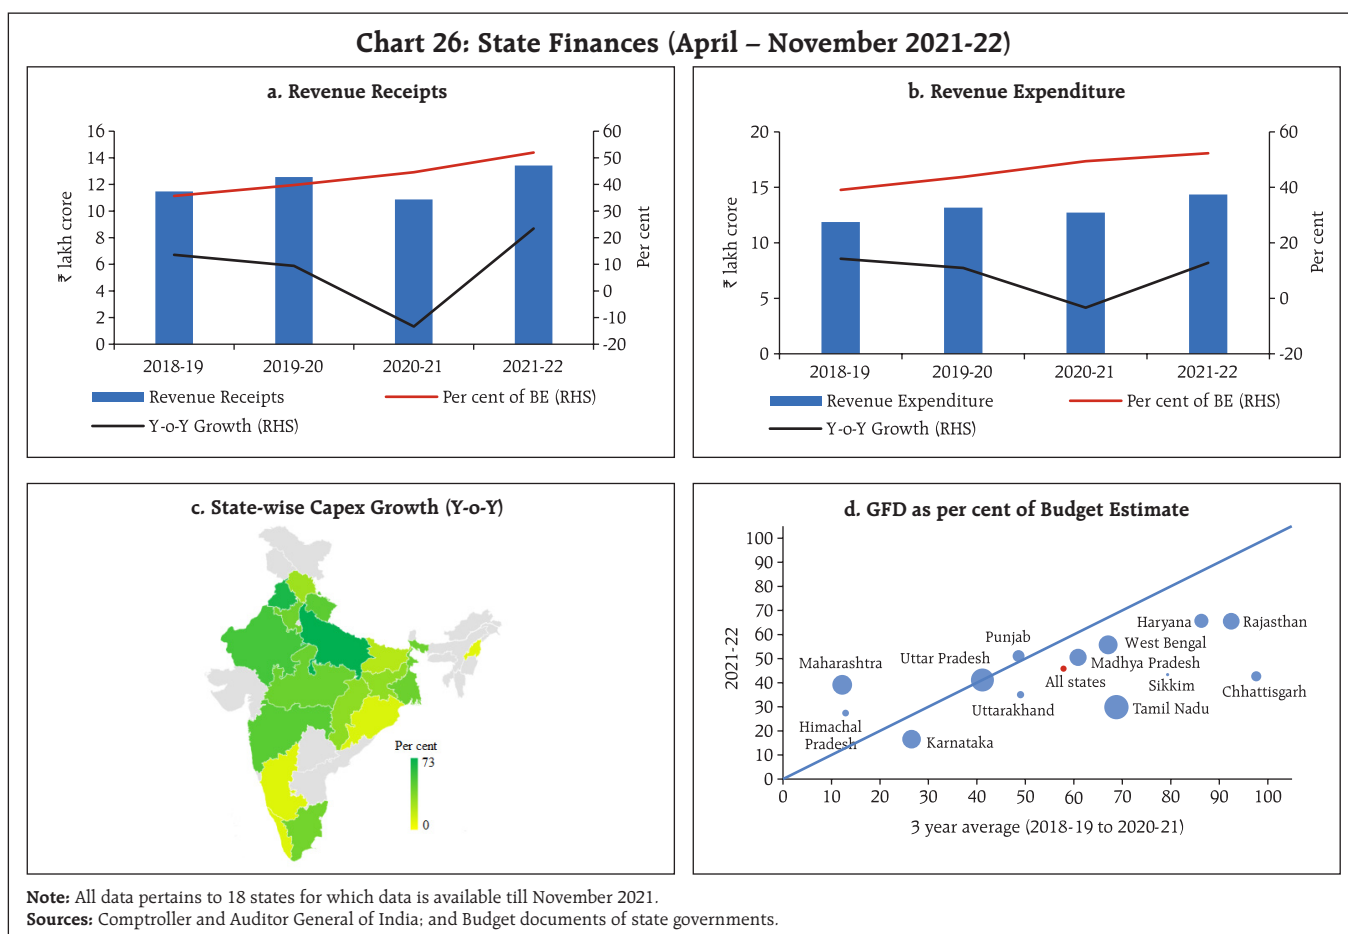 Chart 26: State Finances (April – November 2021-22)
a. Revenue Receipts
16
14
12
10
8
6
4
2
0
₹ lakh crore
60
50
40
30
20
10
0
-10
-20
Per cent
2018-19 2019-20 2020-21 2021-22
Revenue Receipts Per cent of BE (RHS)
Y-o-Y Growth (RHS)
b. Revenue Expenditure
20
15
10
5
0
₹ lakh crore
60
40
20
0
-20
Per cent
2018-19 2019-20 2020-21 2021-22
Revenue Expenditure Per cent of BE (RHS)
Y-o-Y Growth (RHS)
c. State-wise Capex Growth (Y-o-Y)
Per cent
73
0
d. GFD as per cent of Budget Estimate
100
90
80
70
60
50
40
30
20
10
0
2021-22
Haryana
Rajasthan
Punjab
West Bengal
Uttar Pradesh
Maharashtra
Madhya Pradesh
All states
Sikkim
Chhattisgarh
Uttarakhand
Tamil Nadu
Himachal
Pradesh
Karnataka
0 10 20 30 40 50 60 70 80 90 100
3 year average (2018-19 to 2020-21)
Note: All data pertains to 18 states for which data is available till November 2021.
Sources: Comptroller and Auditor General of India; and Budget documents of state governments.